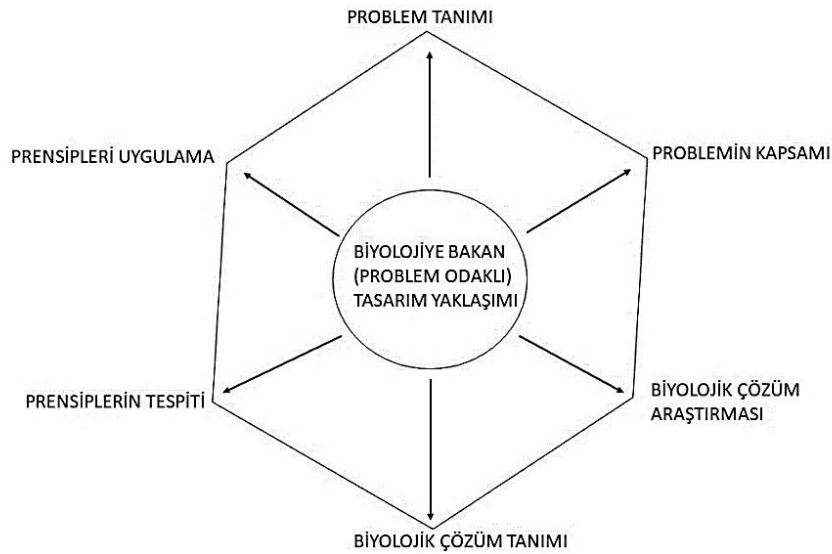 PROBLEM TANIMI
PRENSİPLERİ UYGULAMA
PROBLEMİN KAPSAMI
BİYOLOJİYE BAKAN
(PROBLEM ODAKLI)
TASARIM YAKLAŞIMI
PRENSİPLERİN TESPİTİ
BİYOLOJİK ÇÖZÜM
ARAŞTIRMASI
BİYOLOJİK ÇÖZÜM TANIMI